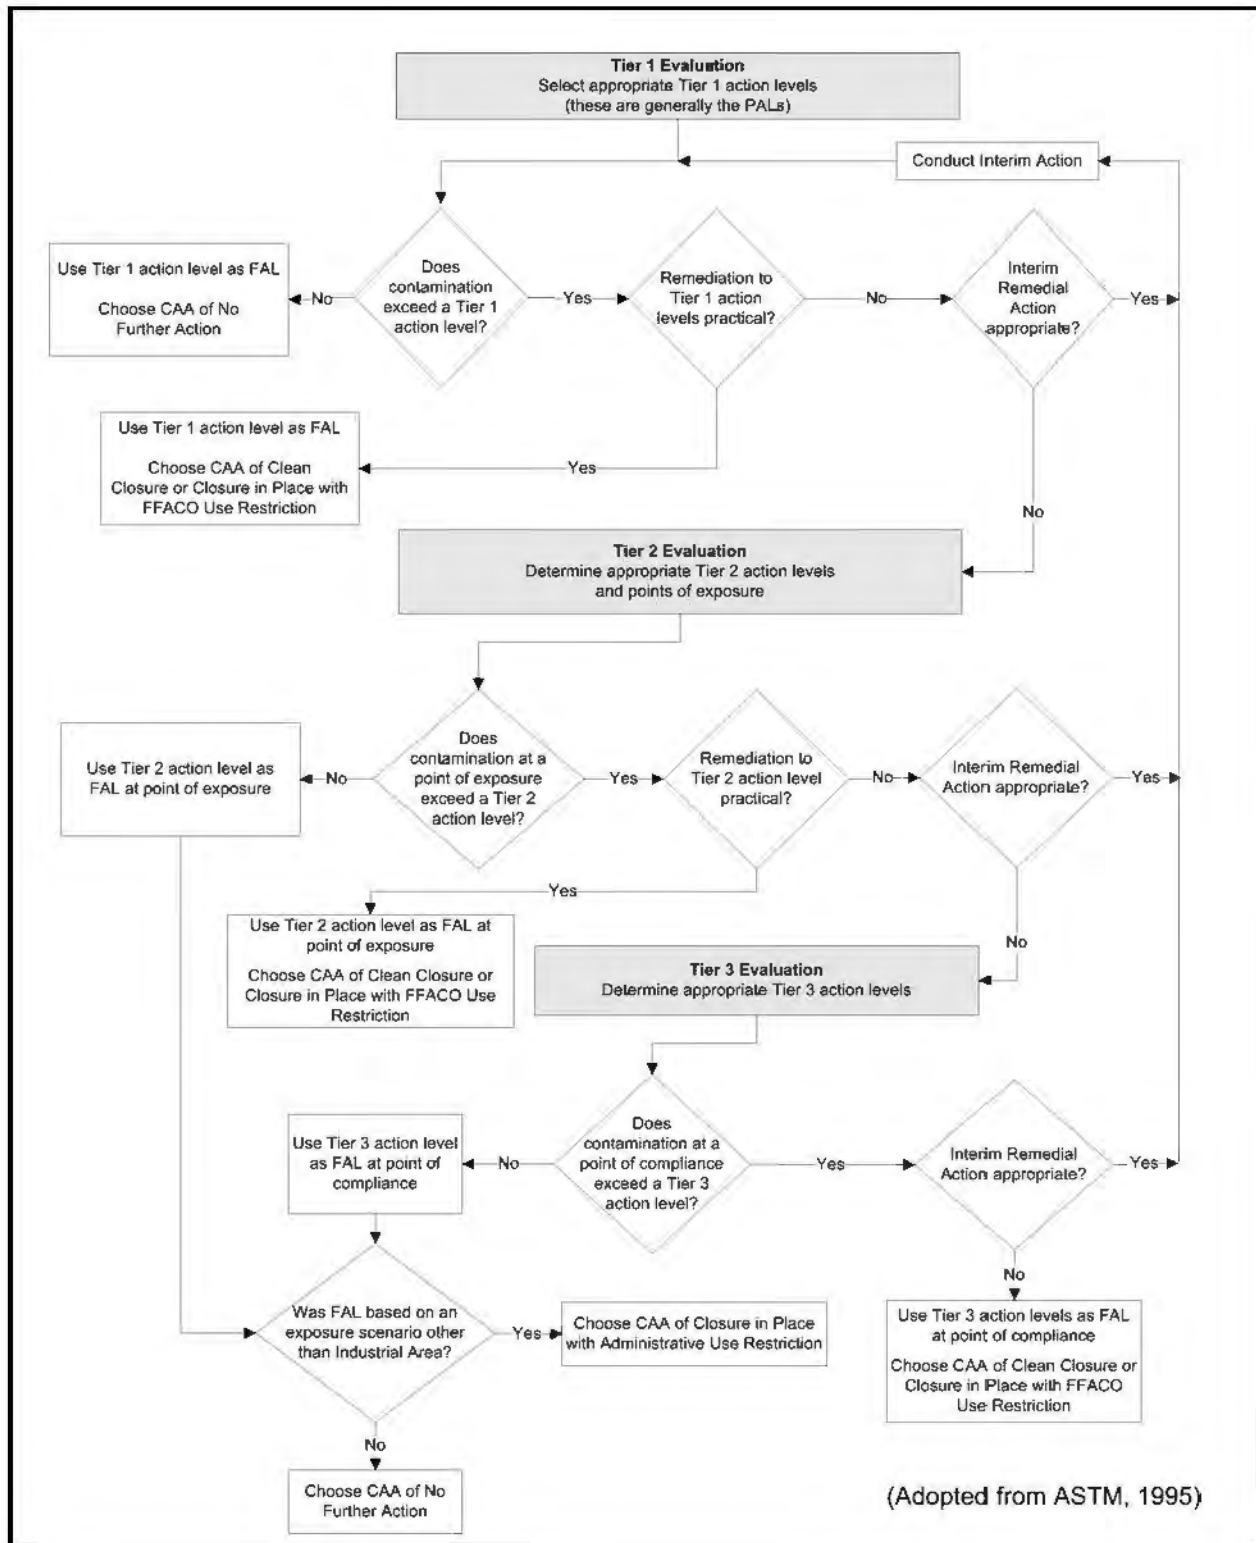 Tier 1 Evaluation
Select appropriate Tier 1 action levels
(these are generally the PALs)
Conduct Interim Action
Use Tier 1 action level as FAL
Choose CAA of No
Further Action
No
Does
contamination
exceed a Tier 1
action level?
Yes
Remediation to
Tier 1 action
levels practical?
No
Interim
Remedial
Action
appropriate?
Yes
Use Tier 1 action level as FAL
Choose CAA of Clean
Closure or Closure in Place with
FFACO Use Restriction
Yes
No
Tier 2 Evaluation
Determine appropriate Tier 2 action levels
and points of exposure
Use Tier 2 action level as
FAL at point of exposure
No
Does
contamination at a
point of exposure
exceed a Tier 2
action level?
Yes
Remediation to
Tier 2 action level
practical?
No
Interim Remedial
Action appropriate?
Yes
Yes
Use Tier 2 action level as FAL at
point of exposure
Choose CAA of Clean Closure or
Closure in Place with FFACO Use
Restriction
No
Tier 3 Evaluation
Determine appropriate Tier 3 action levels
Use Tier 3 action level
as FAL at point of
compliance
No
Does
contamination at a
point of compliance
exceed a Tier 3
action level?
Yes
Interim Remedial
Action appropriate?
Yes
No
Was FAL based on an
exposure scenario other
than Industrial Area?
Yes
Choose CAA of Closure in Place
with Administrative Use Restriction
Use Tier 3 action levels as FAL
at point of compliance
Choose CAA of Clean Closure or
Closure in Place with FFACO
Use Restriction
No
Choose CAA of No
Further Action
(Adopted from ASTM, 1995)